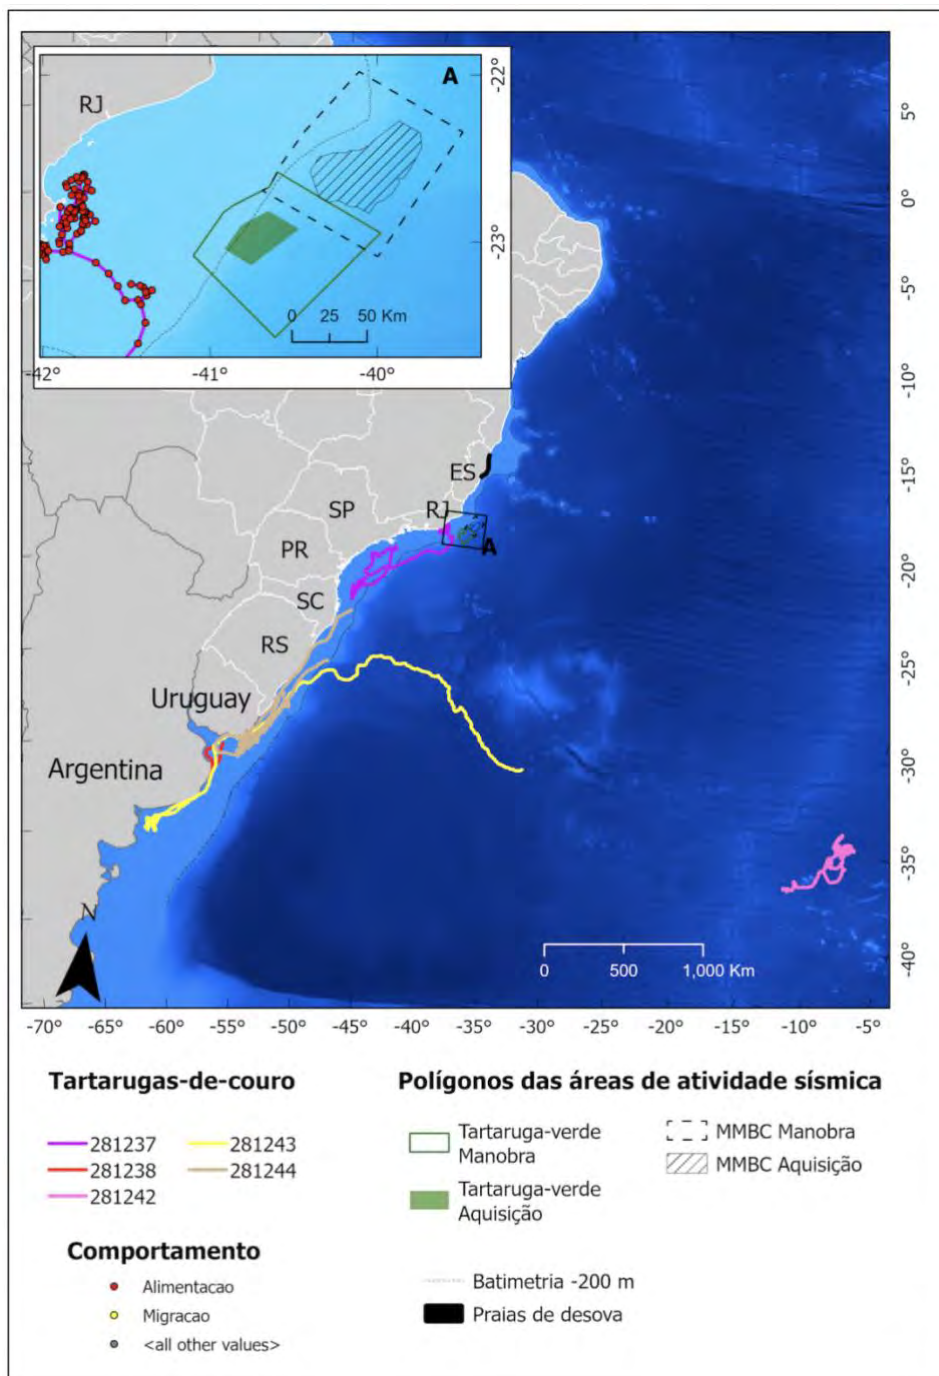 A
RJ
-22°
-23°
0 25 50 Km
-42° -41° -40°
5°
0°
-5°
-10°
-15°
-20°
-25°
-30°
-35°
-40°
ES
SP
RJ
A
PR
SC
RS
Uruguay
Argentina
N
0 500 1,000 Km
-70° -65° -60° -55° -50° -45° -40° -35° -30° -25° -20° -15° -10° -5°
Tartarugas-de-couro
281237
281238
281242
281243
281244
Comportamento
Alimentacao
Migracao
<all other values>
Polígonos das áreas de atividade sísmica
Tartaruga-verde
Manobra
Tartaruga-verde
Aquisição
MMBC Manobra
MMBC Aquisição
Batimetria -200 m
Praias de desova